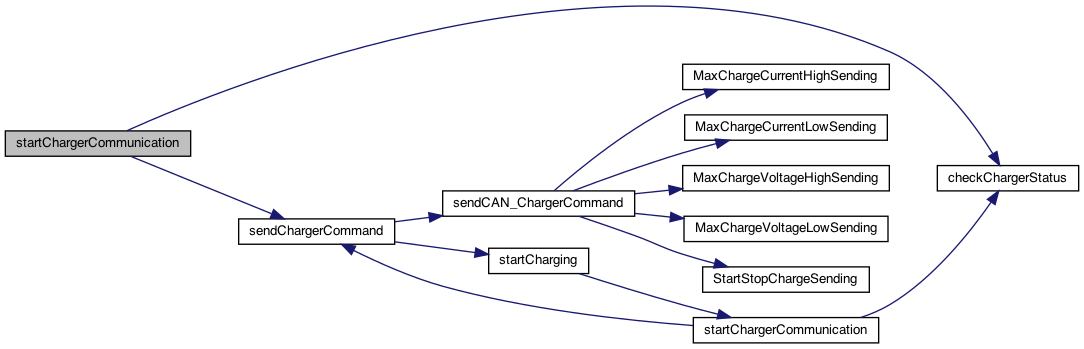 startChargerCommunication
sendChargerCommand
sendCAN_ChargerCommand
startCharging
MaxChargeCurrentHighSending
MaxChargeCurrentLowSending
MaxChargeVoltageHighSending
MaxChargeVoltageLowSending
StartStopChargeSending
startChargerCommunication
checkChargerStatus